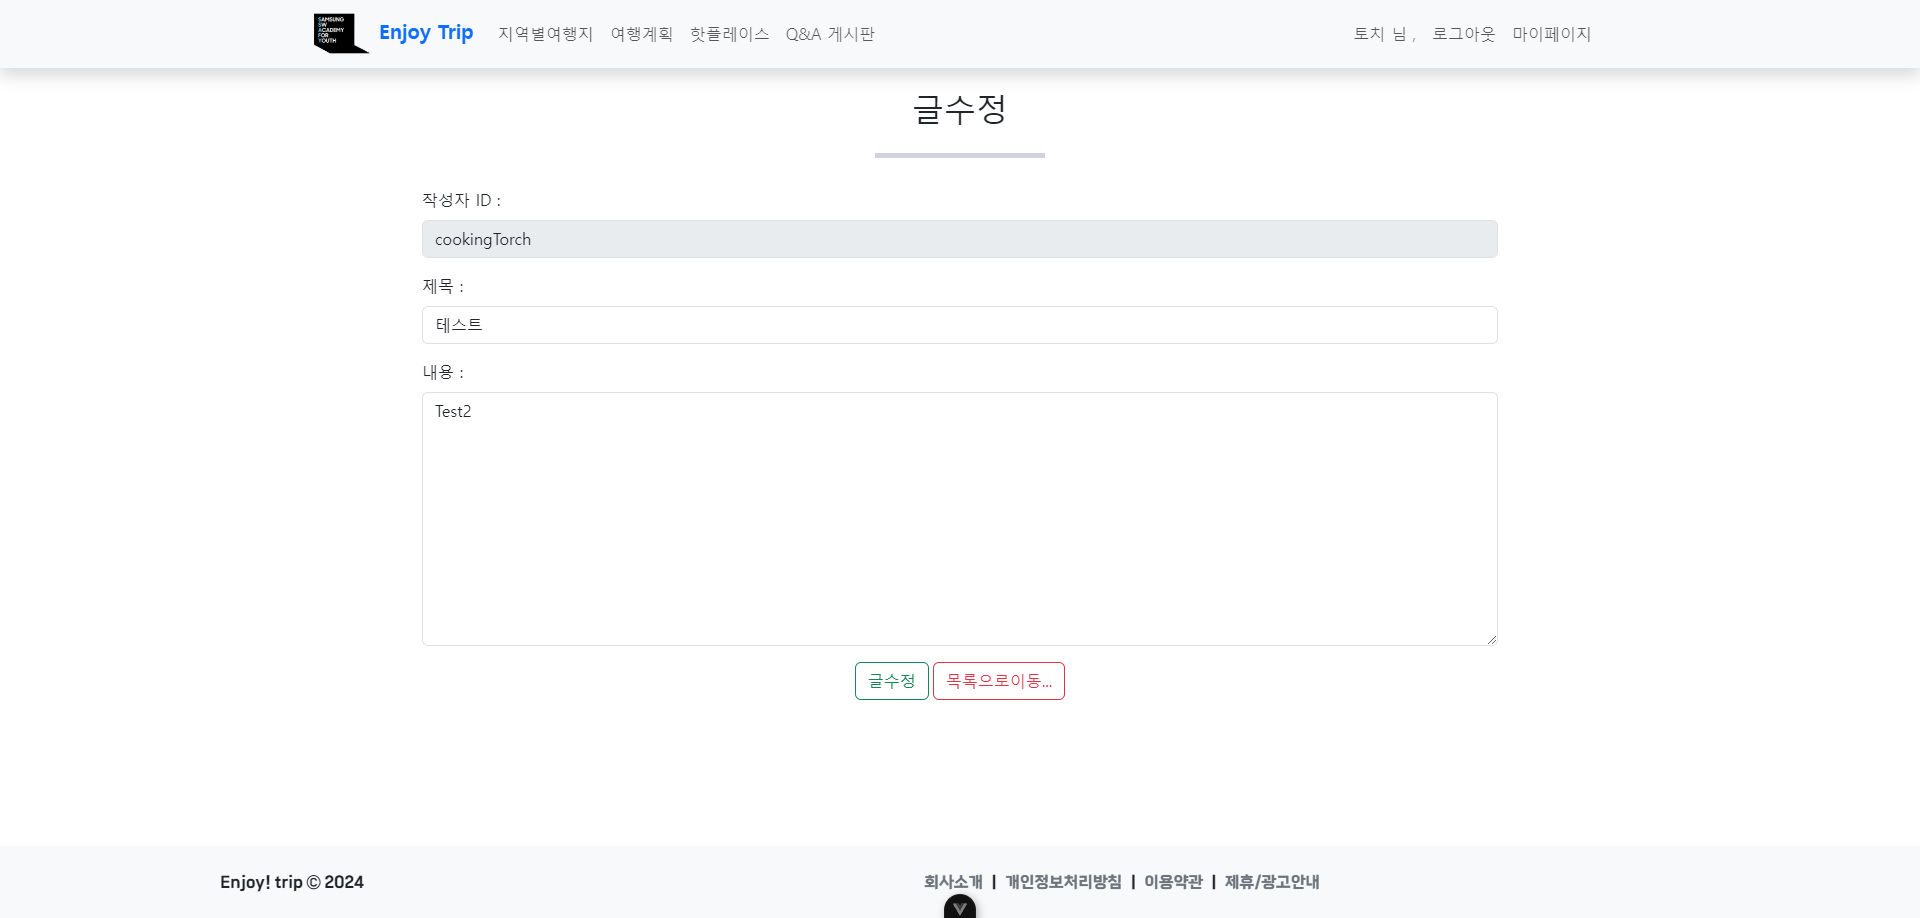 SAMSUNG
SW
ACADEMY
FOR
YOUTH
Enjoy Trip 지역별여행지 여행계획 핫플레이스 Q&A 게시판 토치 님 , 로그아웃 마이페이지
글수정
작성자 ID :
cookingTorch
제목 :
테스트
내용 :
Test2
글수정 목록으로이동...
Enjoy! trip © 2024 회사소개 | 개인정보처리방침 | 이용약관 | 제휴/광고안내